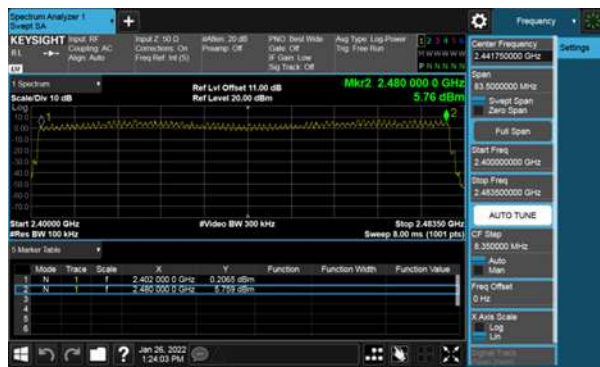 Spectrum Analyzer 1
Swept SA
Frequency
KEYSIGHT
Input: RF
Coupling: AC
Align: Auto
Input Z: 50 Ω
Corrections: On
Freq Ref: Int (S)
#Atten: 20 dB
Preamp: Off
PNO: Best Wide
Gate: Off
IF Gain: Low
Sig Track: Off
Avg Type: Log-Power
Trig: Free Run
1 Spectrum
Scale/Div 10 dB
Ref Lvl Offset 11.00 dB
Ref Level 20.00 dBm
Mkr2 2.480 000 0 GHz
5.76 dBm
Log
10.0
0.00
Start 2.40000 GHz
#Res BW 100 kHz
#Video BW 300 kHz
Stop 2.48350 GHz
Sweep 8.00 ms (1001 pts)
5 Marker Table
Mode Trace Scale X Y Function Function Width Function Value
1 N 1 f 2.402 000 0 GHz 0.2065 dBm
2 N 1 f 2.480 000 0 GHz 5.759 dBm
3
4
5
6
Jan 26, 2022
1:24:03 PM
Center Frequency
2.441750000 GHz
Settings
Span
83.5000000 MHz
Swept Span
Zero Span
Full Span
Start Freq
2.400000000 GHz
Stop Freq
2.483500000 GHz
AUTO TUNE
CF Step
8.350000 MHz
Auto
Man
Freq Offset
0 Hz
X Axis Scale
Log
Lin
Signal Track